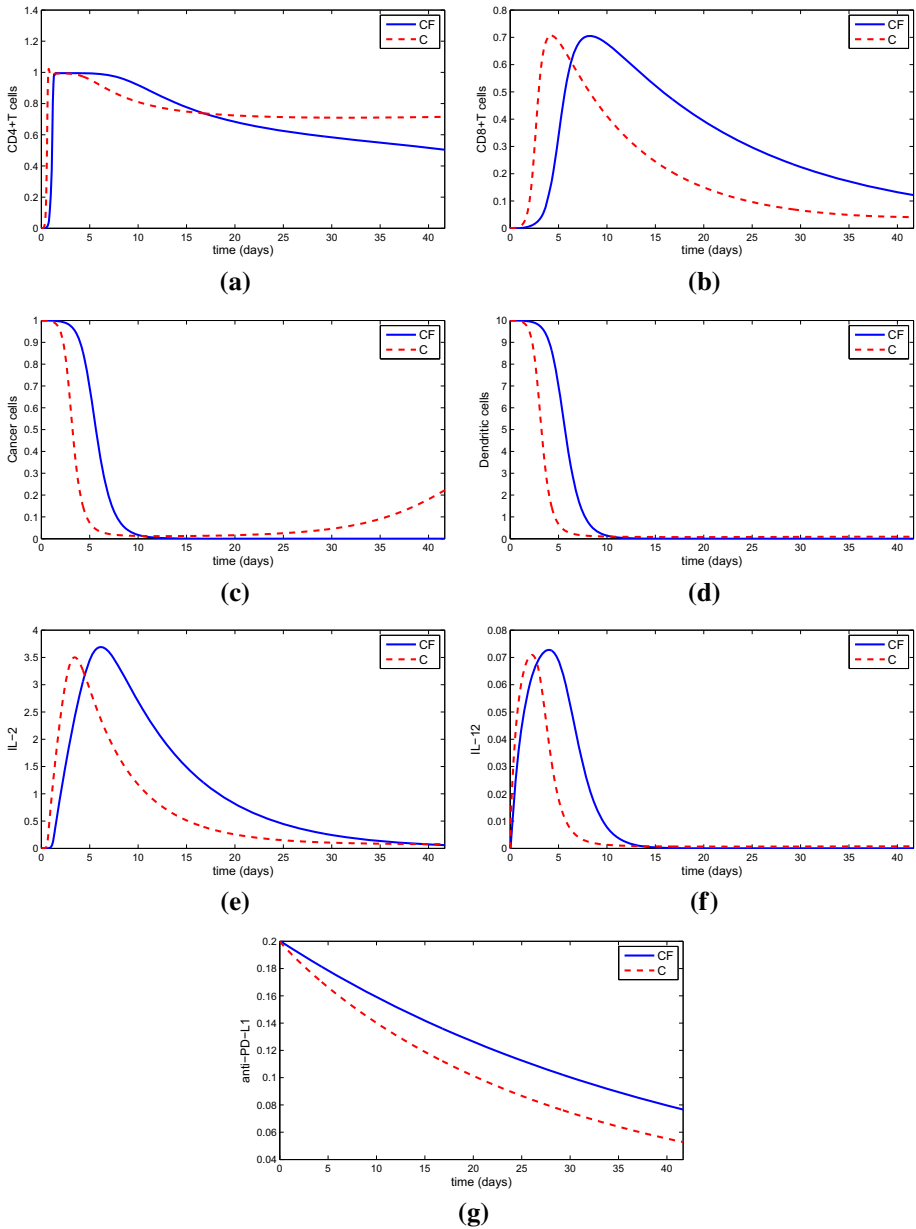 1.4
1.2
1
0.8
0.6
0.4
0.2
0
CD4+T cells
CF
C
0 5 10 15 20 25 30 35 40
time (days)
(a)
0.8
0.7
0.6
0.5
0.4
0.3
0.2
0.1
0
CD8+T cells
CF
C
0 5 10 15 20 25 30 35 40
time (days)
(b)
1
0.9
0.8
0.7
0.6
0.5
0.4
0.3
0.2
0.1
0
Cancer cells
CF
C
0 5 10 15 20 25 30 35 40
time (days)
(c)
10
9
8
7
6
5
4
3
2
1
0
Dendritic cells
CF
C
0 5 10 15 20 25 30 35 40
time (days)
(d)
4
3.5
3
2.5
2
1.5
1
0.5
0
IL−2
CF
C
0 5 10 15 20 25 30 35 40
time (days)
(e)
0.08
0.07
0.06
0.05
0.04
0.03
0.02
0.01
0
IL−12
CF
C
0 5 10 15 20 25 30 35 40
time (days)
(f)
0.2
0.18
0.16
0.14
0.12
0.1
0.08
0.06
0.04
anti−PD−L1
CF
C
0 5 10 15 20 25 30 35 40
time (days)
(g)